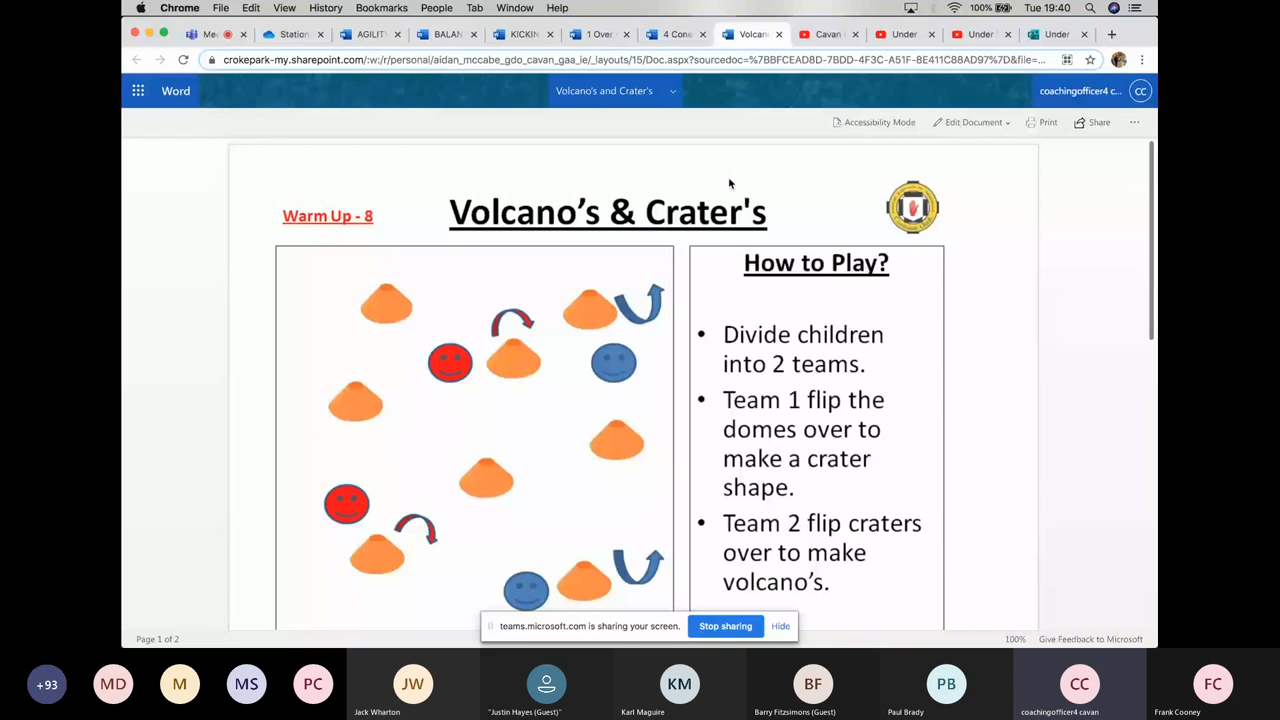 Chrome File Edit View History Bookmarks People Tab Window Help 100% Tue 19:40
Mee Station AGILIT BALAN KICKIN 1 Over 4 Cone Volcan Cavan Under Under Under
crokepark-my.sharepoint.com/:w:/r/personal/aidan_mccabe_gdo_cavan_gaa_ie/_layouts/15/Doc.aspx?sourcedoc=%7BBFCEAD8D-7BDD-4F3C-A51F-8E411C88AD97%7D&file=...
Word Volcano's and Crater's coachingofficer4 c... CC
Accessibility Mode Edit Document Print Share ...
Warm Up - 8
Volcano's & Crater's
How to Play?
• Divide children
into 2 teams.
• Team 1 flip the
domes over to
make a crater
shape.
• Team 2 flip craters
over to make
volcano's.
teams.microsoft.com is sharing your screen. Stop sharing Hide
Page 1 of 2 100% Give Feedback to Microsoft
+93 MD M MS PC JW KM BF PB CC FC
Jack Wharton "Justin Hayes (Guest)" Karl Maguire Barry Fitzsimons (Guest) Paul Brady coachingofficer4 cavan Frank Cooney